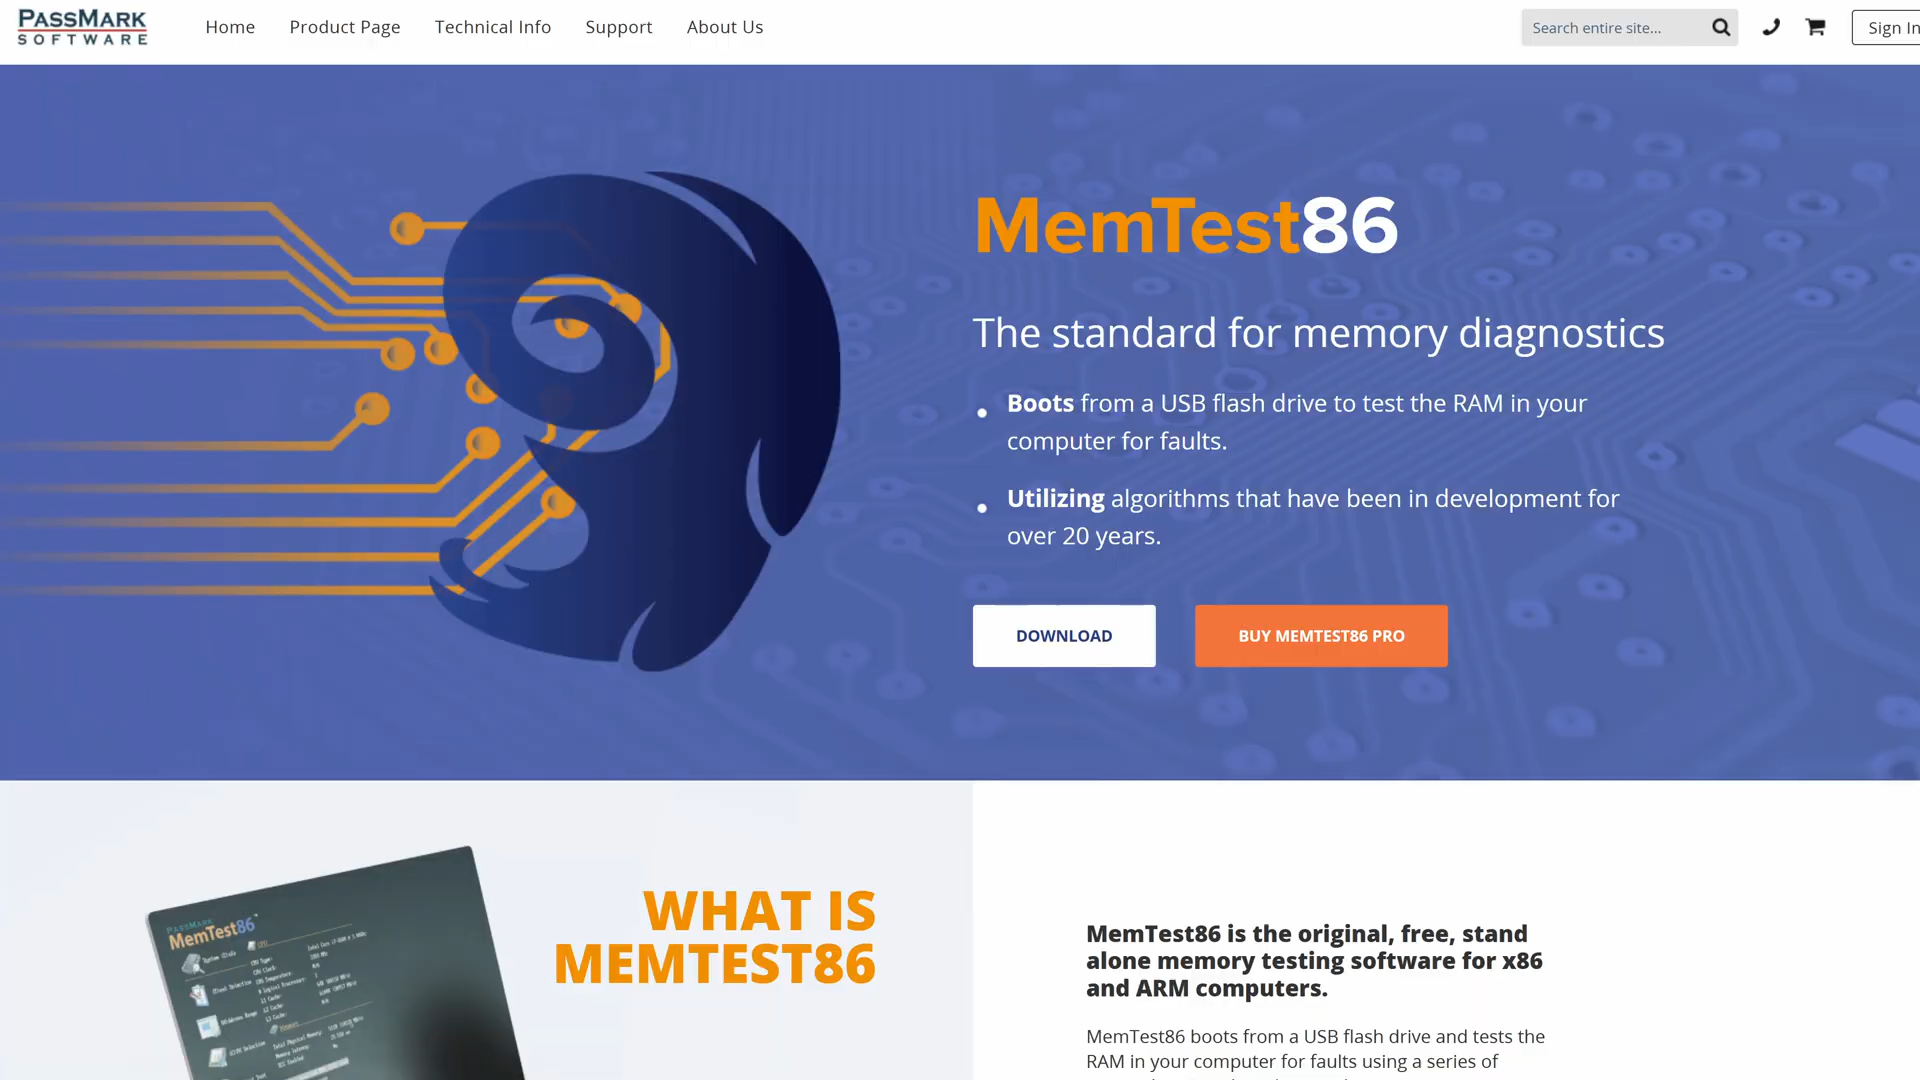 PASSMARK
SOFTWARE
Home
Product Page
Technical Info
Support
About Us
Search entire site...
Sign In
MemTest86
The standard for memory diagnostics
Boots from a USB flash drive to test the RAM in your
computer for faults.
Utilizing algorithms that have been in development for
over 20 years.
DOWNLOAD
BUY MEMTEST86 PRO
PASSMARK
MemTest86
WHAT IS
MEMTEST86
MemTest86 is the original, free, stand
alone memory testing software for x86
and ARM computers.
MemTest86 boots from a USB flash drive and tests the
RAM in your computer for faults using a series of